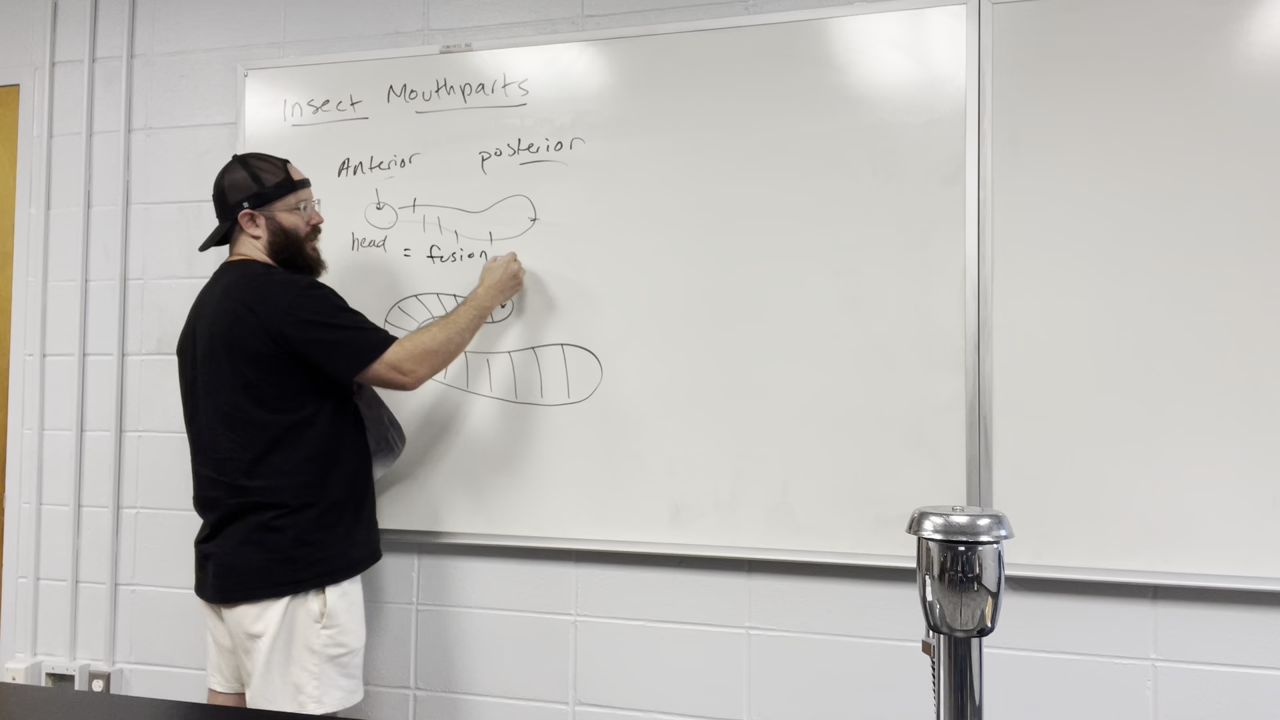 Insect Mouthparts
Anterior posterior
head = fusion